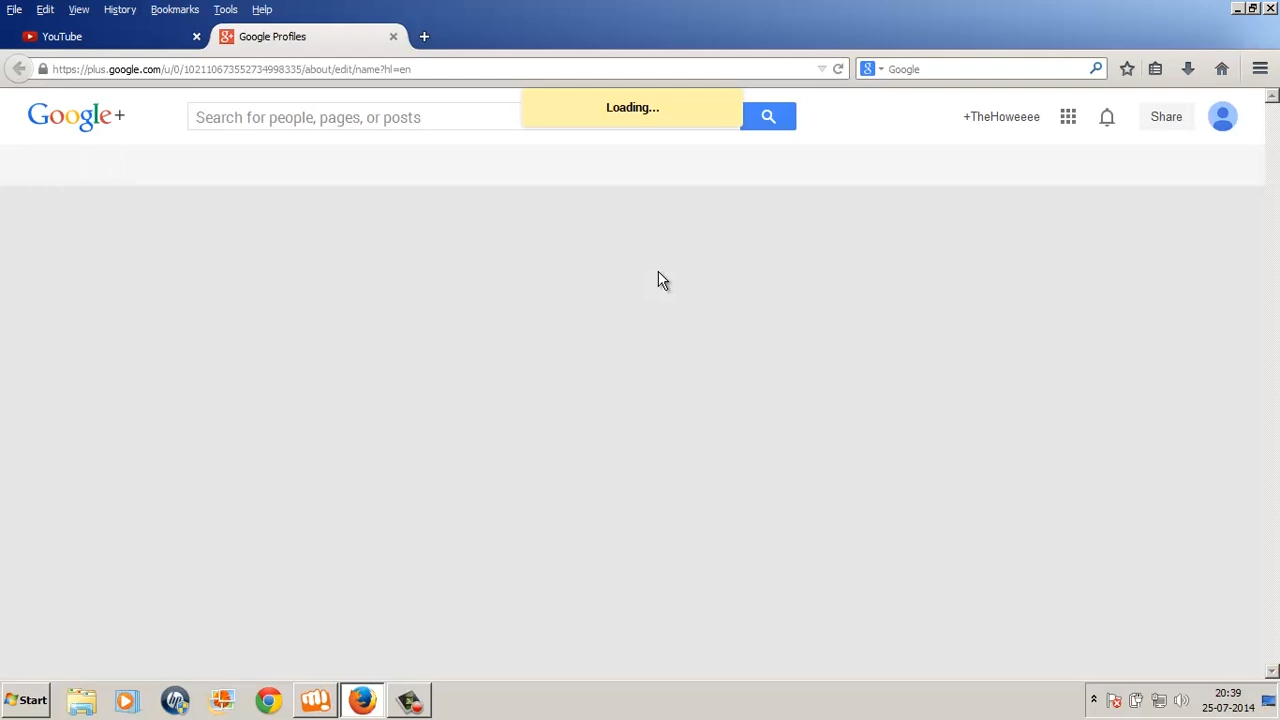 File Edit View History Bookmarks Tools Help
YouTube
Google Profiles
https://plus.google.com/u/0/102110673552734998335/about/edit/name?hl=en
Google
Google+
Search for people, pages, or posts
Loading...
+TheHoweeee
Share
Start
20:39
25-07-2014